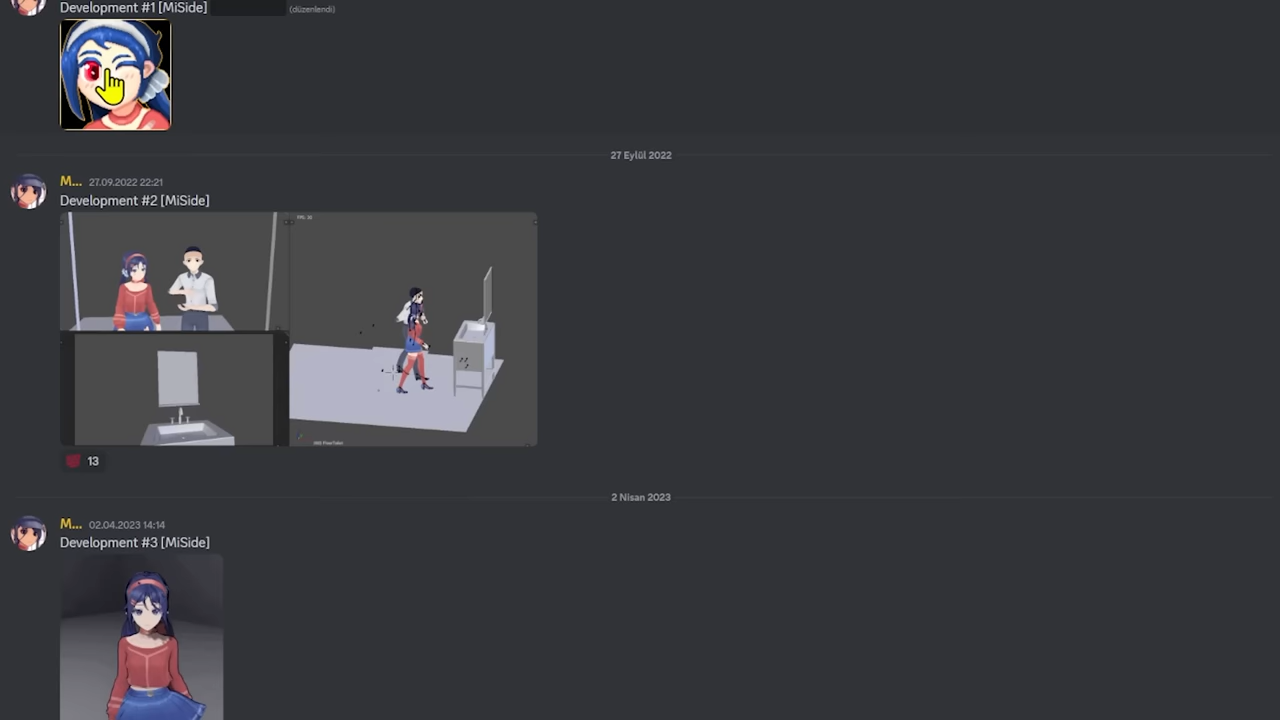 Development #1 [MiSide] (düzenlendi)
27 Eylül 2022
M... 27.09.2022 22:21
Development #2 [MiSide]
13
2 Nisan 2023
M... 02.04.2023 14:14
Development #3 [MiSide]